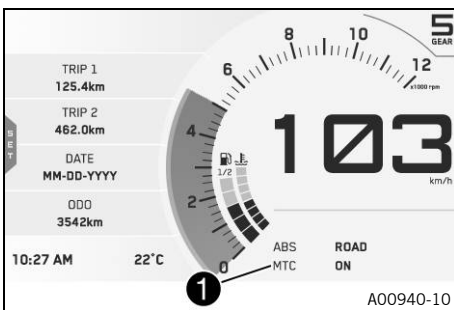 5
GEAR
8
10
12
x1000 rpm
6
4
2
0
TRIP 1
125.4km
TRIP 2
462.0km
DATE
MM-DD-YYYY
ODO
3542km
SET
1/2
103
km/h
10:27 AM 22°C
ABS ROAD
MTC ON
1
A00940-10